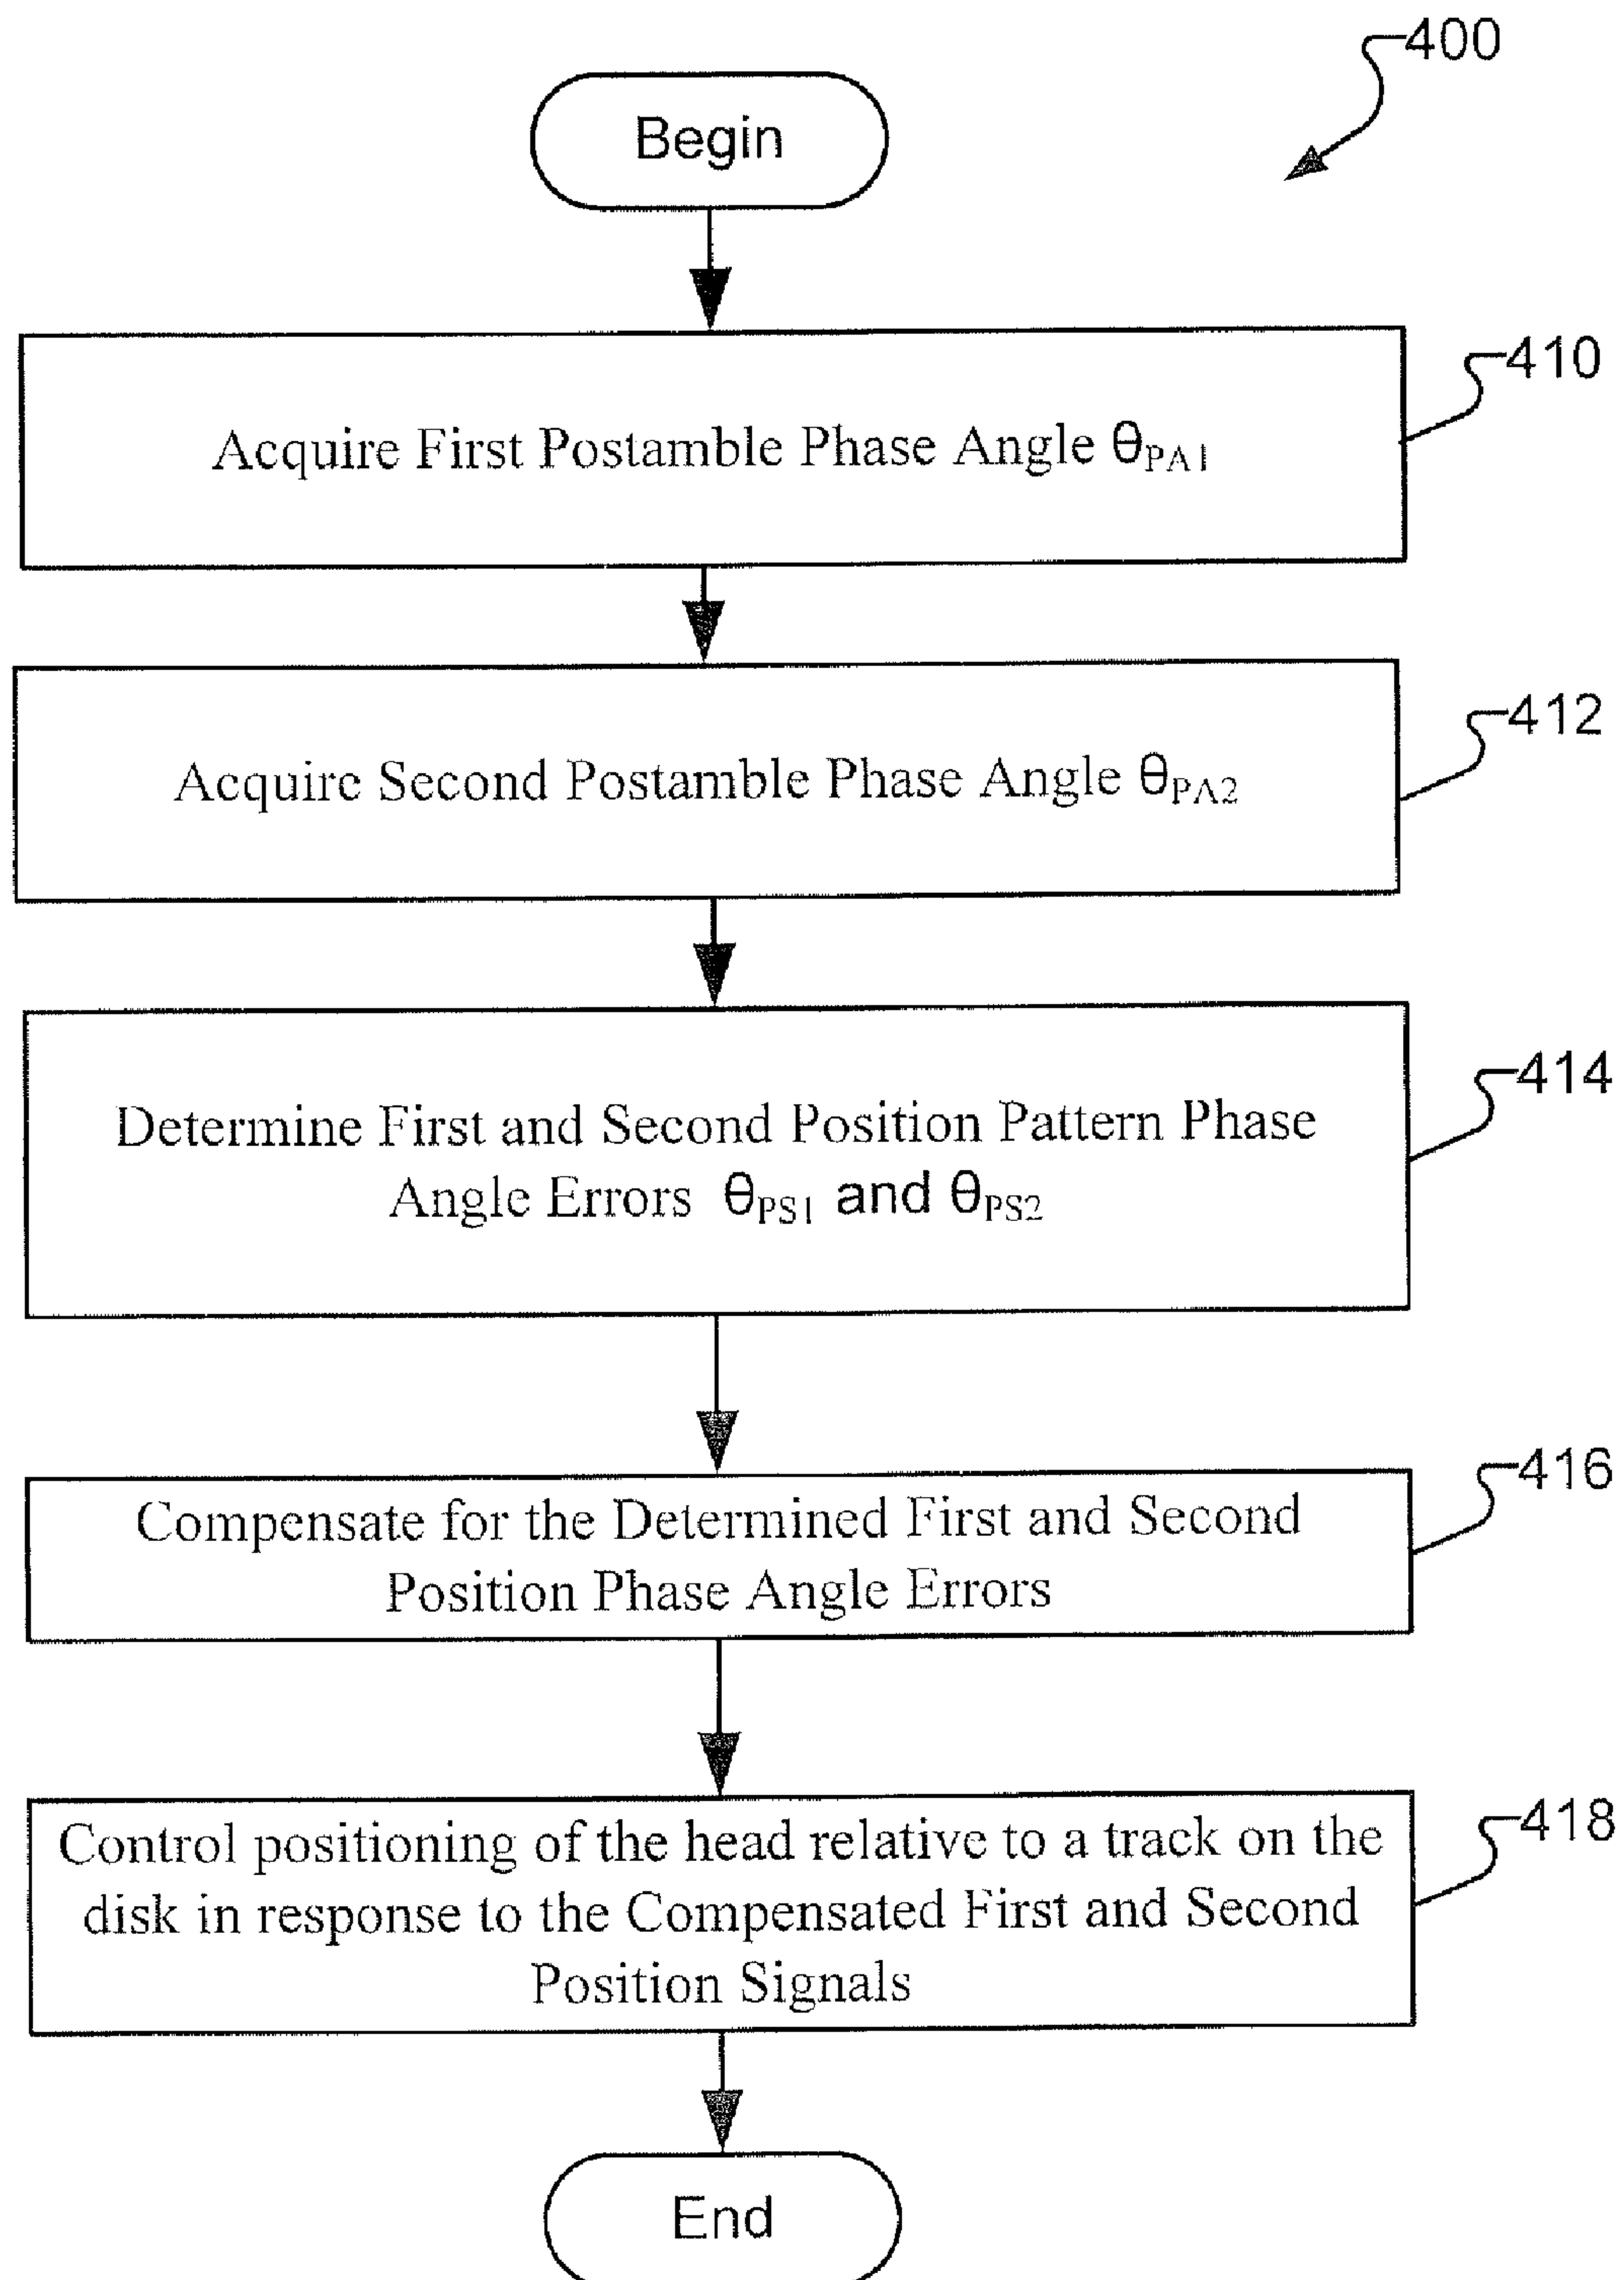 400
Begin
410
Acquire First Postamble Phase Angle θPA1
412
Acquire Second Postamble Phase Angle θPA2
414
Determine First and Second Position Pattern Phase
Angle Errors θPS1 and θPS2
416
Compensate for the Determined First and Second
Position Phase Angle Errors
418
Control positioning of the head relative to a track on the
disk in response to the Compensated First and Second
Position Signals
End